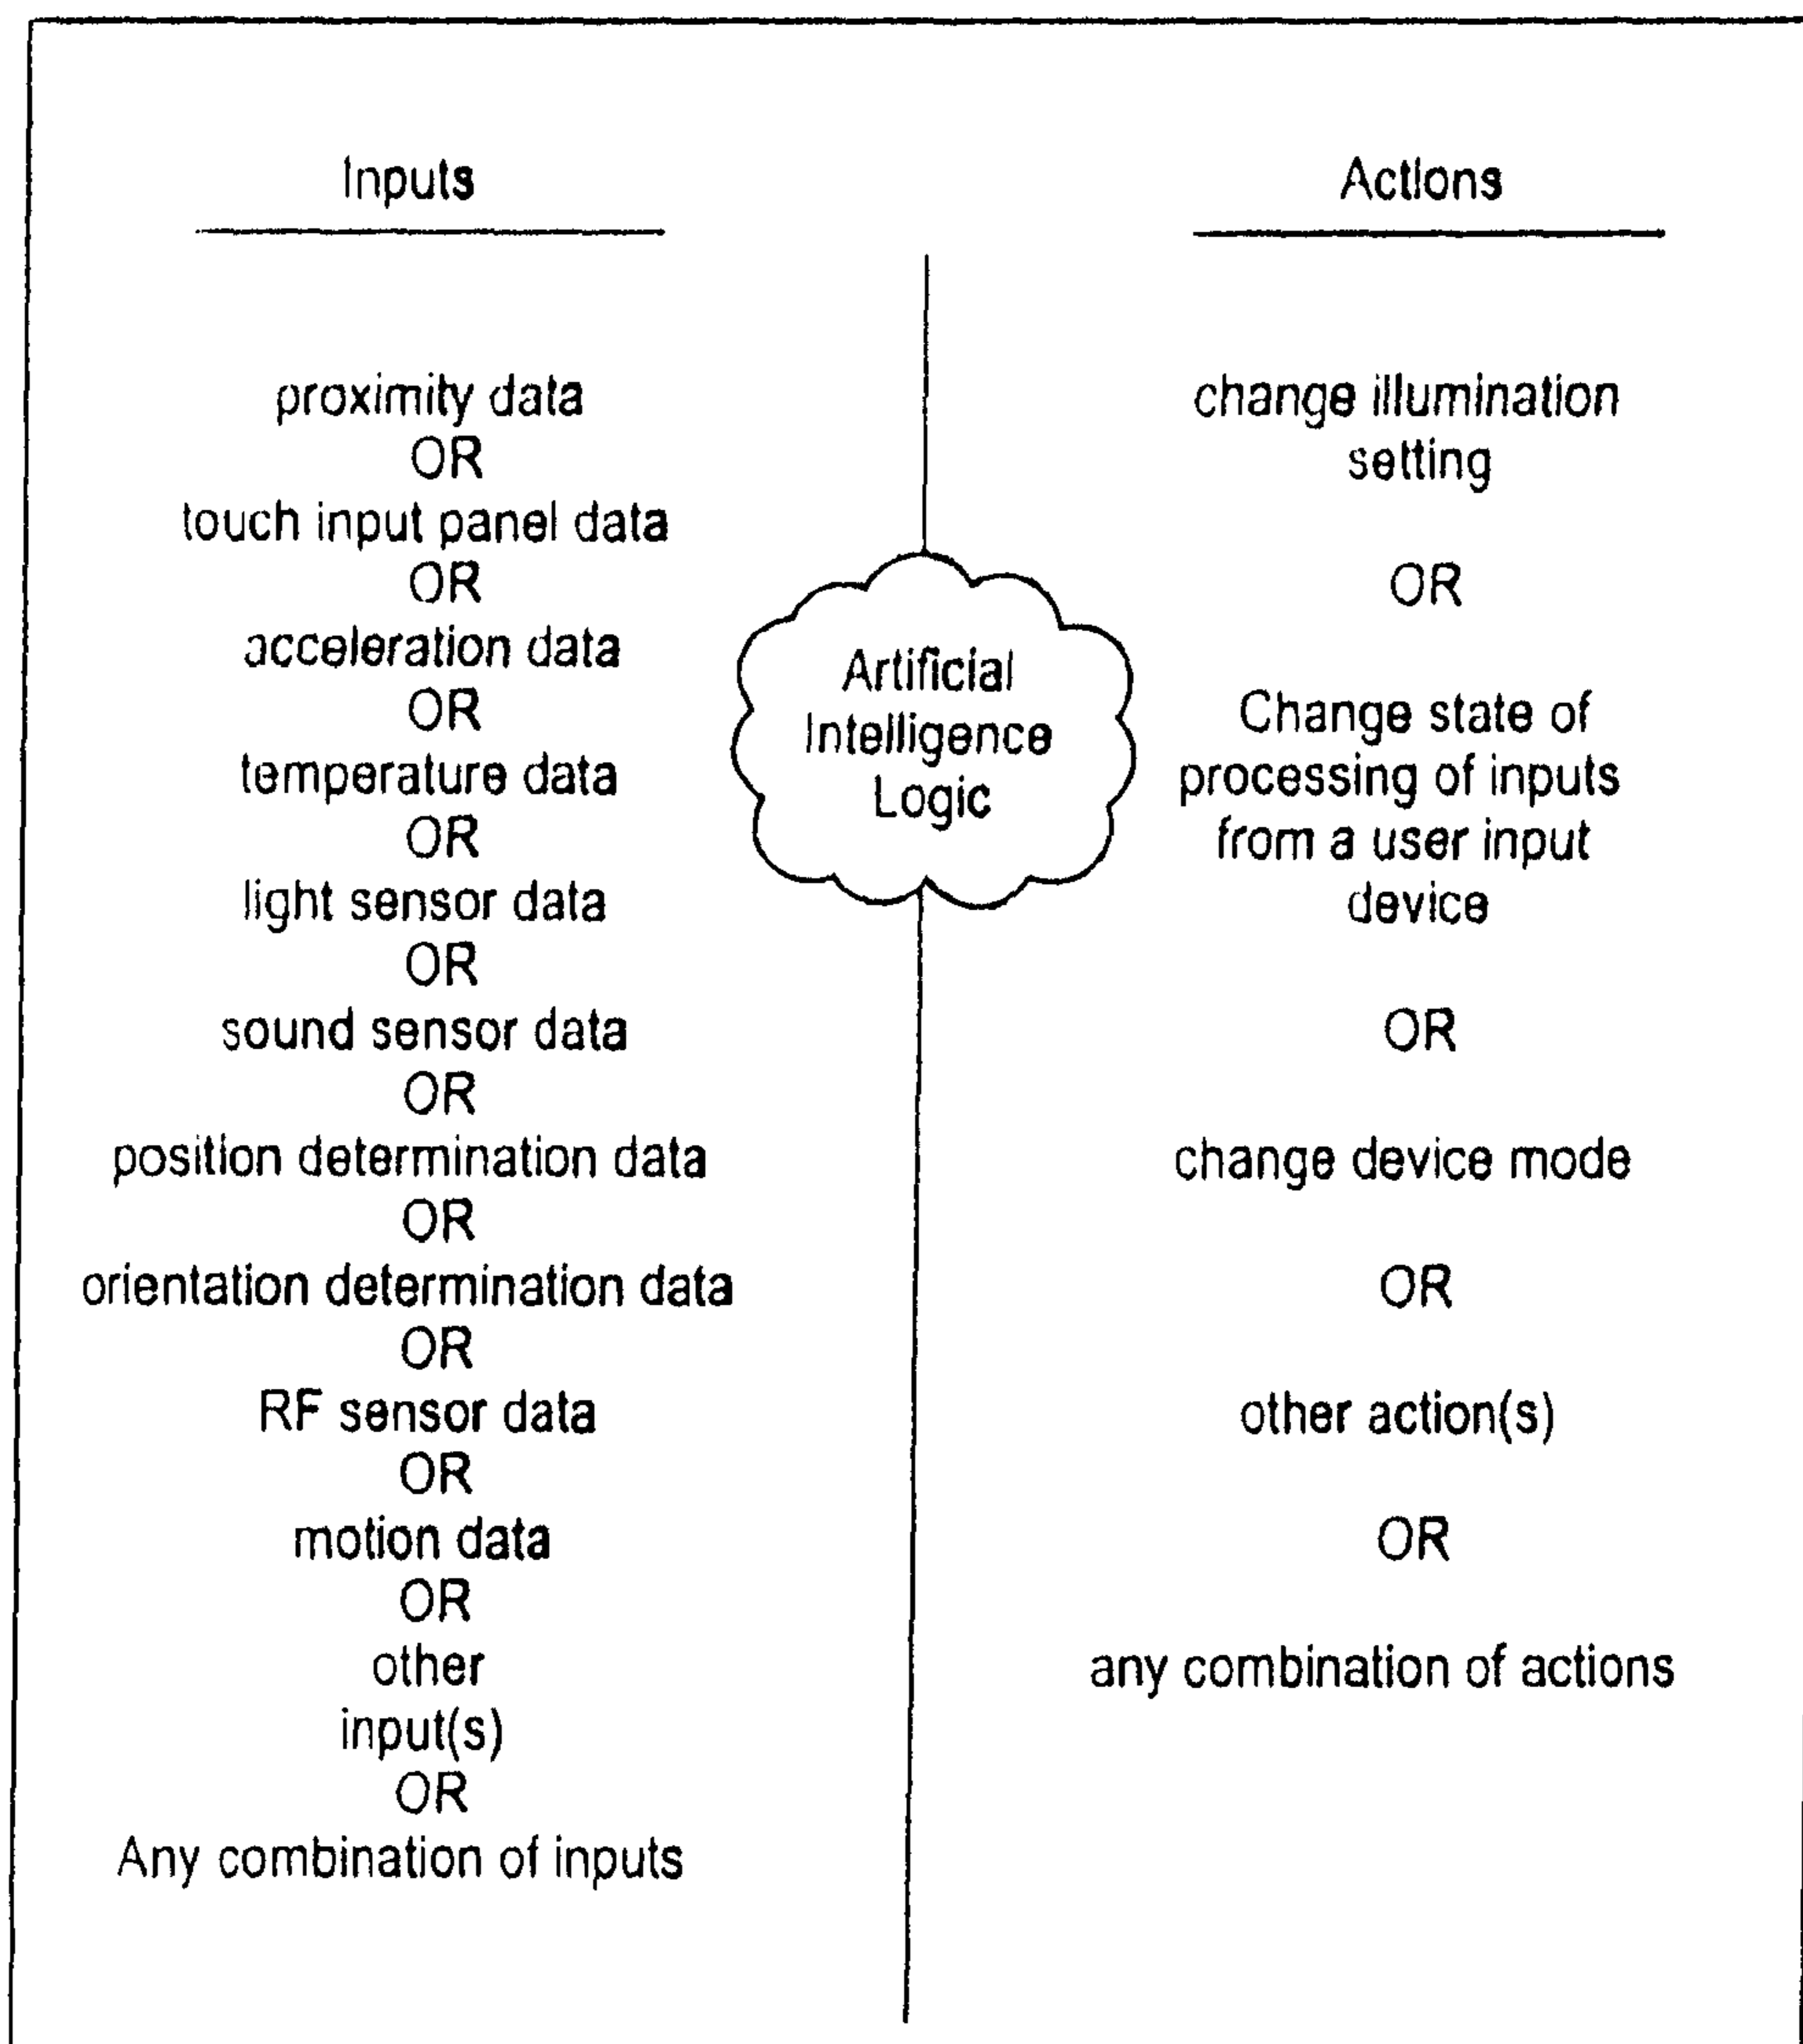 Inputs
Actions
proximity data
OR
touch input panel data
OR
acceleration data
OR
temperature data
OR
light sensor data
OR
sound sensor data
OR
position determination data
OR
orientation determination data
OR
RF sensor data
OR
motion data
OR
other
input(s)
OR
Any combination of inputs
Artificial
Intelligence
Logic
change illumination
setting
OR
Change state of
processing of inputs
from a user input
device
OR
change device mode
OR
other action(s)
OR
any combination of actions